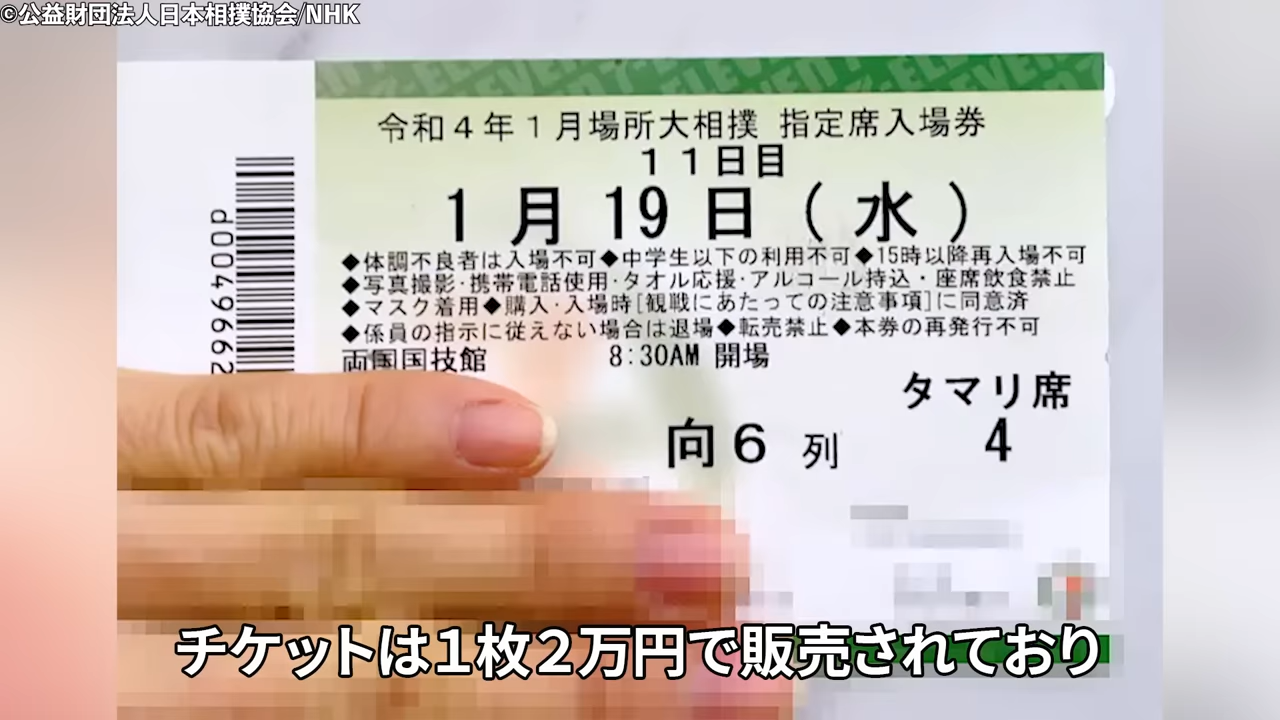 ©公益財団法人日本相撲協会/NHK
令和4年1月場所大相撲 指定席入場券
11日目
1月19日(水)
◆体調不良者は入場不可◆中学生以下の利用不可◆15時以降再入場不可
◆写真撮影・携帯電話使用・タオル応援・アルコール持込・座席飲食禁止
◆マスク着用◆購入・入場時[観戦にあたっての注意事項]に同意済
◆係員の指示に従えない場合は退場◆転売禁止◆本券の再発行不可
両国国技館 8:30AM 開場
タマリ席
向6列 4
d00049662
チケットは1枚2万円で販売されており